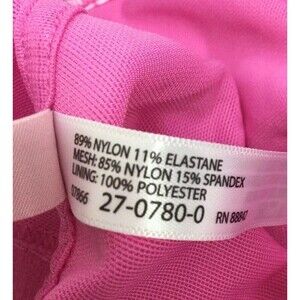 89% NYLON 11% ELASTANE
MESH: 85% NYLON 15% SPANDEX
LINING: 100% POLYESTER
07866 27-0780-0 RN 88847